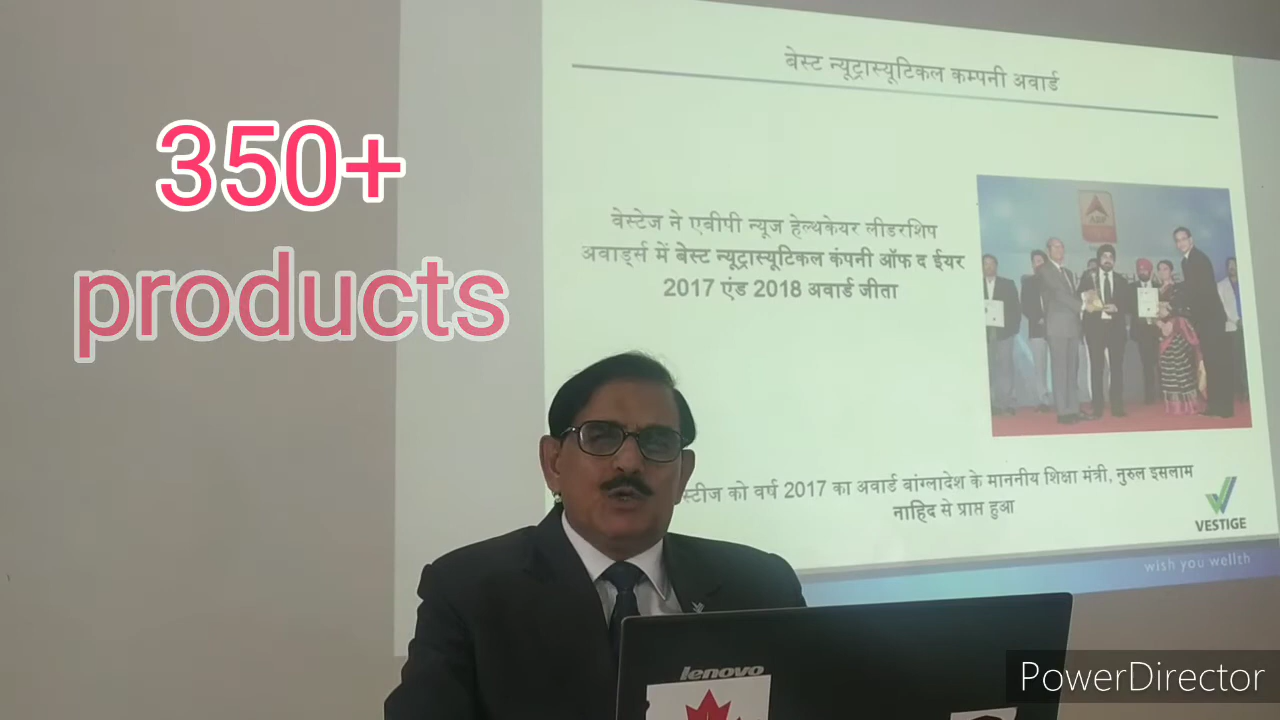 बेस्ट न्यूट्रास्यूटिकल कम्पनी अवार्ड
350+
products
वेस्टेज ने एबीपी न्यूज हेल्थकेयर लीडरशिप
अवार्ड्स में बेस्ट न्यूट्रास्यूटिकल कंपनी ऑफ द ईयर
2017 एंड 2018 अवार्ड जीता
स्टीज को वर्ष 2017 का अवार्ड बांग्लादेश के माननीय शिक्षा मंत्री, नुरुल इसलाम
नाहिद से प्राप्त हुआ
VESTIGE
wish you wellth
lenovo
PowerDirector